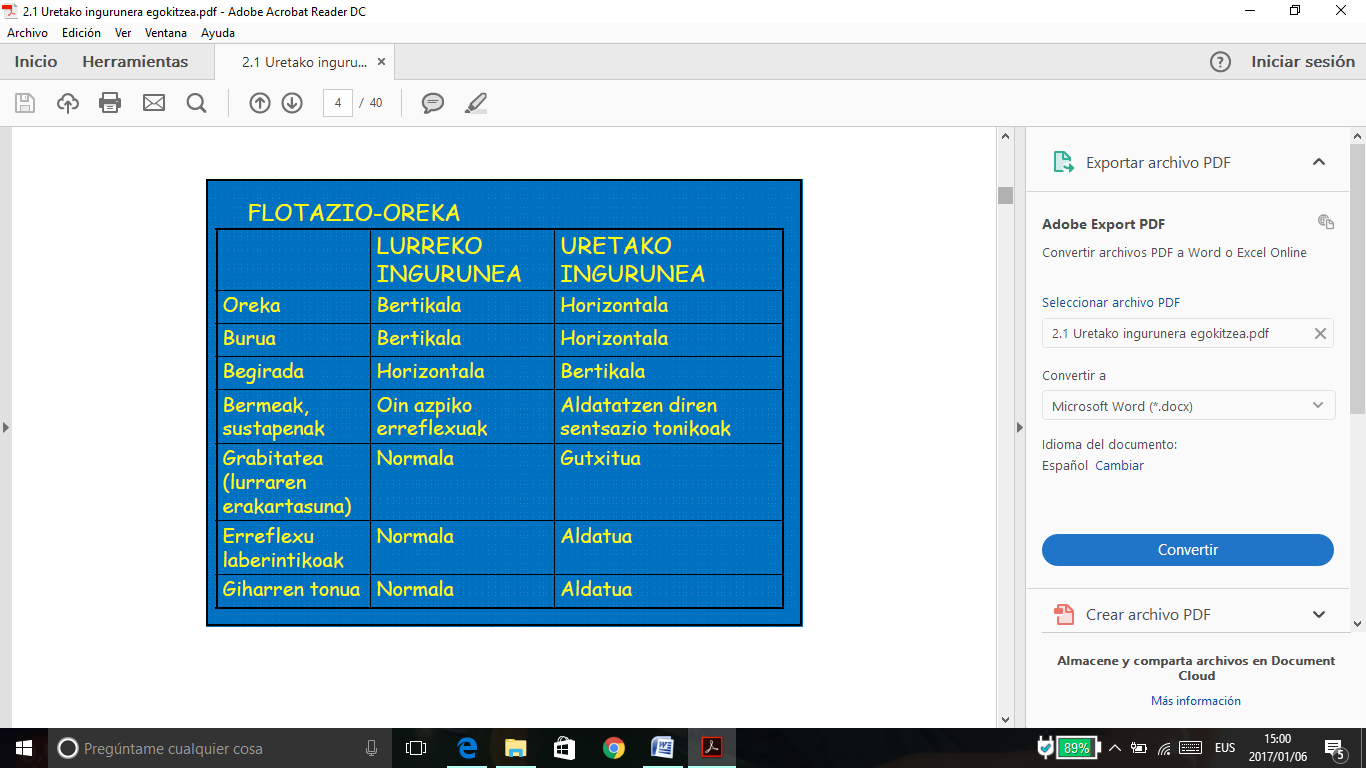 2.1 Uretako ingurunera egokitzea.pdf - Adobe Acrobat Reader DC
Archivo Edición Ver Ventana Ayuda
Inicio Herramientas 2.1 Uretako inguru... ×
? Iniciar sesión
4 / 40
FLOTAZIO-OREKA
LURREKO INGURUNEA URETAKO INGURUNEA
Oreka Bertikala Horizontala
Burua Bertikala Horizontala
Begirada Horizontala Bertikala
Bermeak, sustapenak Oin azpiko erreflexuak Aldatatzen diren sentsazio tonikoak
Grabitatea (lurraren erakartasuna) Normala Gutxitua
Erreflexu laberintikoak Normala Aldatua
Giharren tonua Normala Aldatua
Exportar archivo PDF
Adobe Export PDF
Convertir archivos PDF a Word o Excel Online
Seleccionar archivo PDF
2.1 Uretako ingurunera egokitzea.pdf
Convertir a
Microsoft Word (*.docx)
Idioma del documento:
Español Cambiar
Convertir
Crear archivo PDF
Almacene y comparta archivos en Document
Cloud
Más información
Pregúntame cualquier cosa
89% EUS 15:00
2017/01/06 5